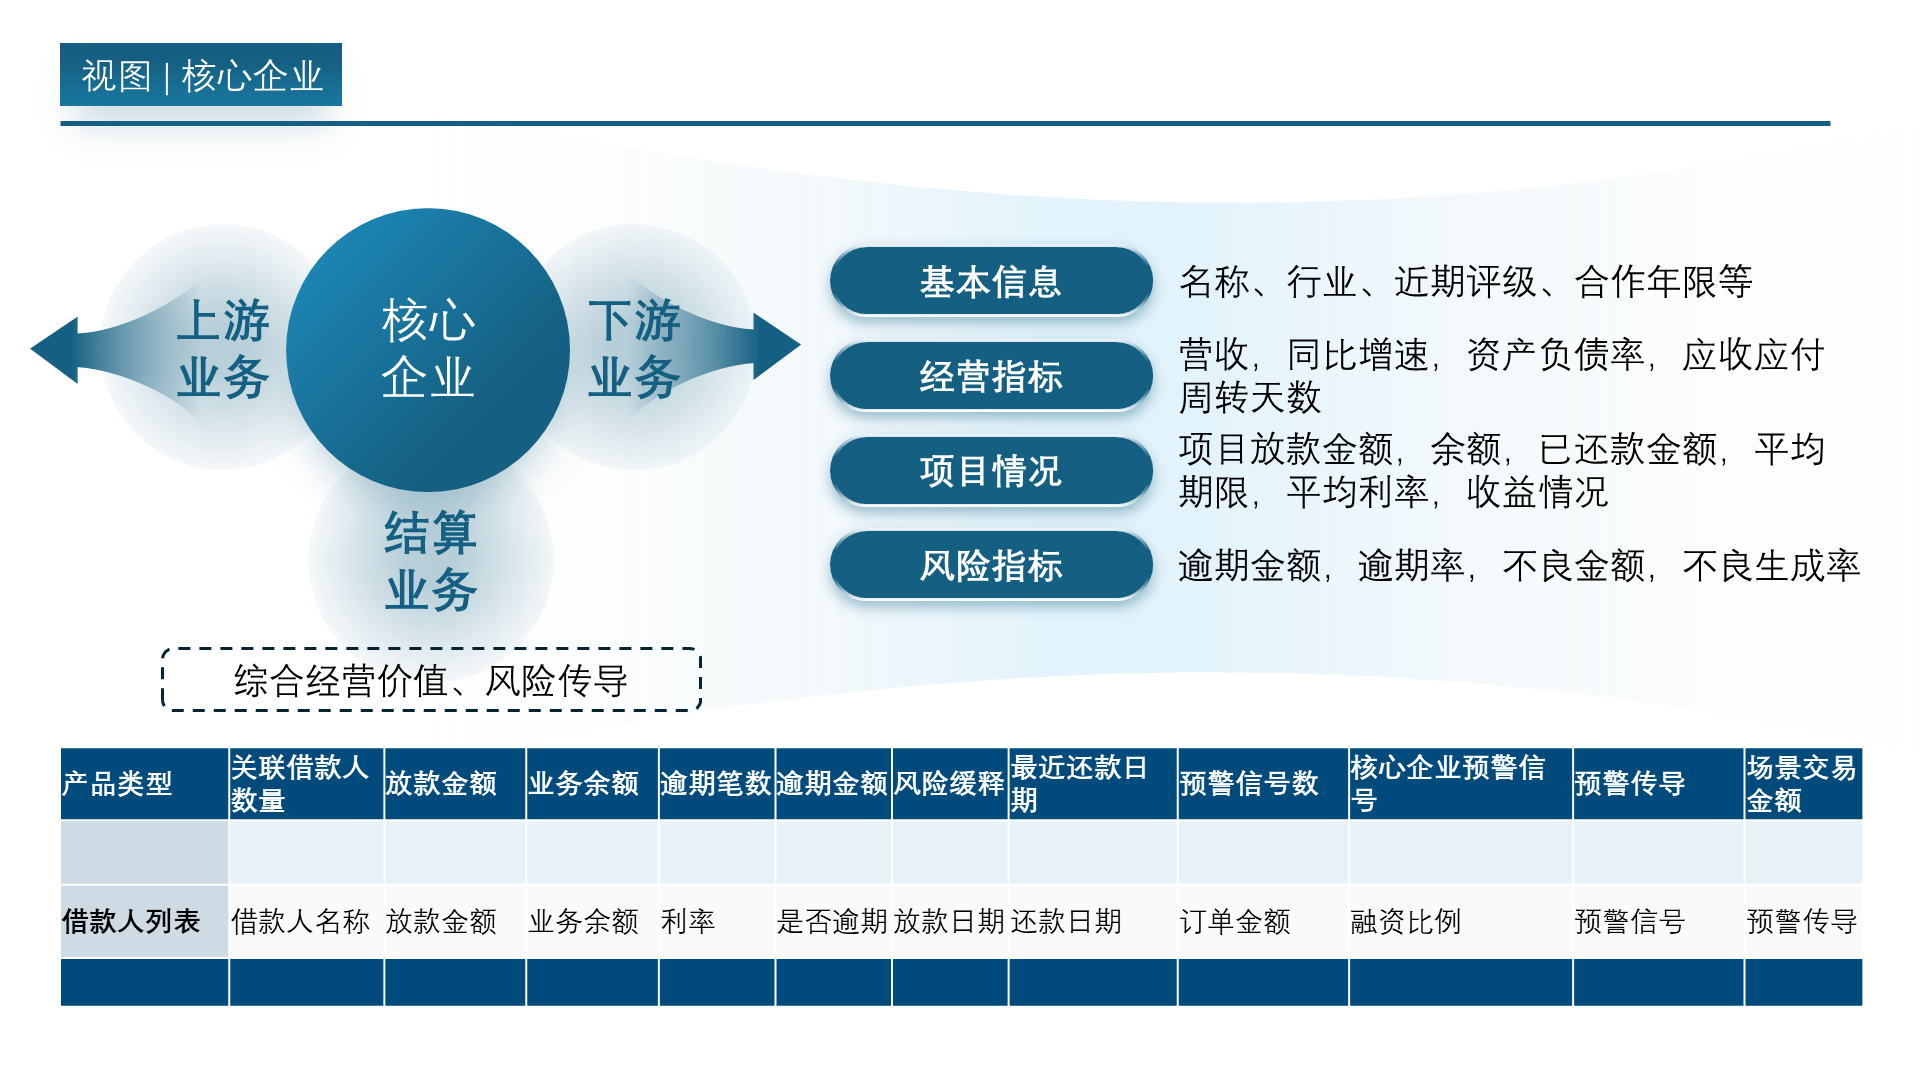 视图 | 核心企业
上游
业务
核心
企业
下游
业务
结算
业务
综合经营价值、风险传导
基本信息
名称、行业、近期评级、合作年限等
经营指标
营收，同比增速，资产负债率，应收应付
周转天数
项目情况
项目放款金额，余额，已还款金额，平均
期限，平均利率，收益情况
风险指标
逾期金额，逾期率，不良金额，不良生成率
产品类型
关联借款人
数量
放款金额
业务余额
逾期笔数
逾期金额
风险缓释
最近还款日
期
预警信号数
核心企业预警信
号
预警传导
场景交易
金额
借款人列表
借款人名称
放款金额
业务余额
利率
是否逾期
放款日期
还款日期
订单金额
融资比例
预警信号
预警传导